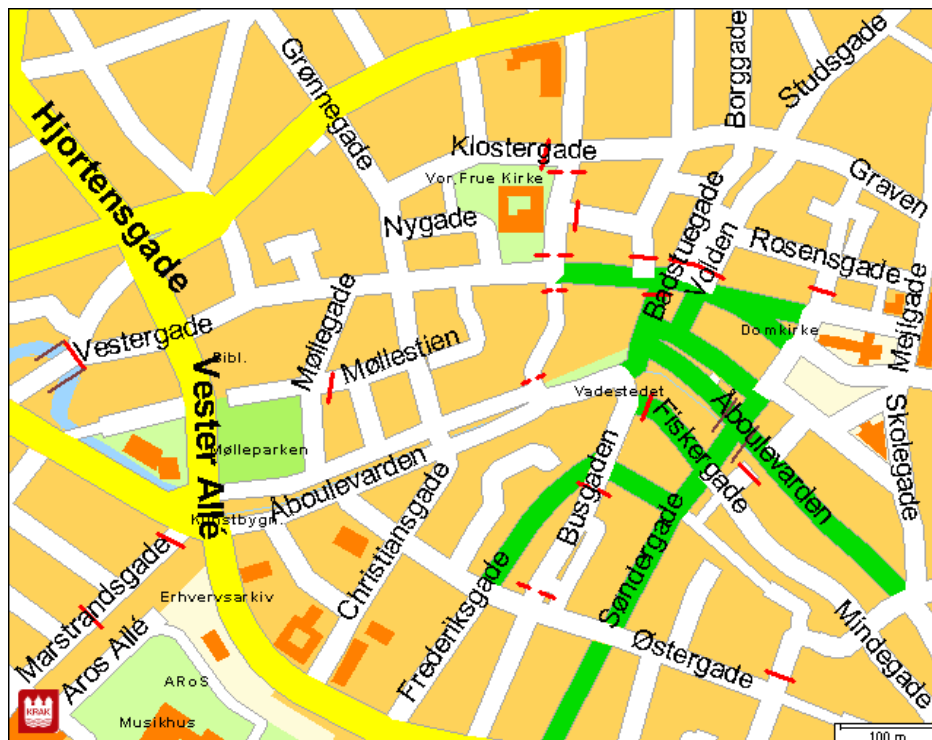 Grønnegade
Borggade
Studsgade
Hjortensgade
Klostergade
Vor Frue Kirke
Graven
Nygade
Badstuegade
Volden
Rosensgade
Mejlgade
Vestergade
Møllegade
Møllestien
Bibl.
Domkirke
Vester Allé
Vadestedet
Fiskergade
Åboulevarden
Skolegade
Mølleparken
Åboulevarden
Kunstbygn.
Busgaden
Christiansgade
Søndergade
Marstrandsgade
Erhvervsarkiv
Frederiksgade
Østergade
Mindegade
Aros Allé
ARoS
Musikhus
KRAK
100 m